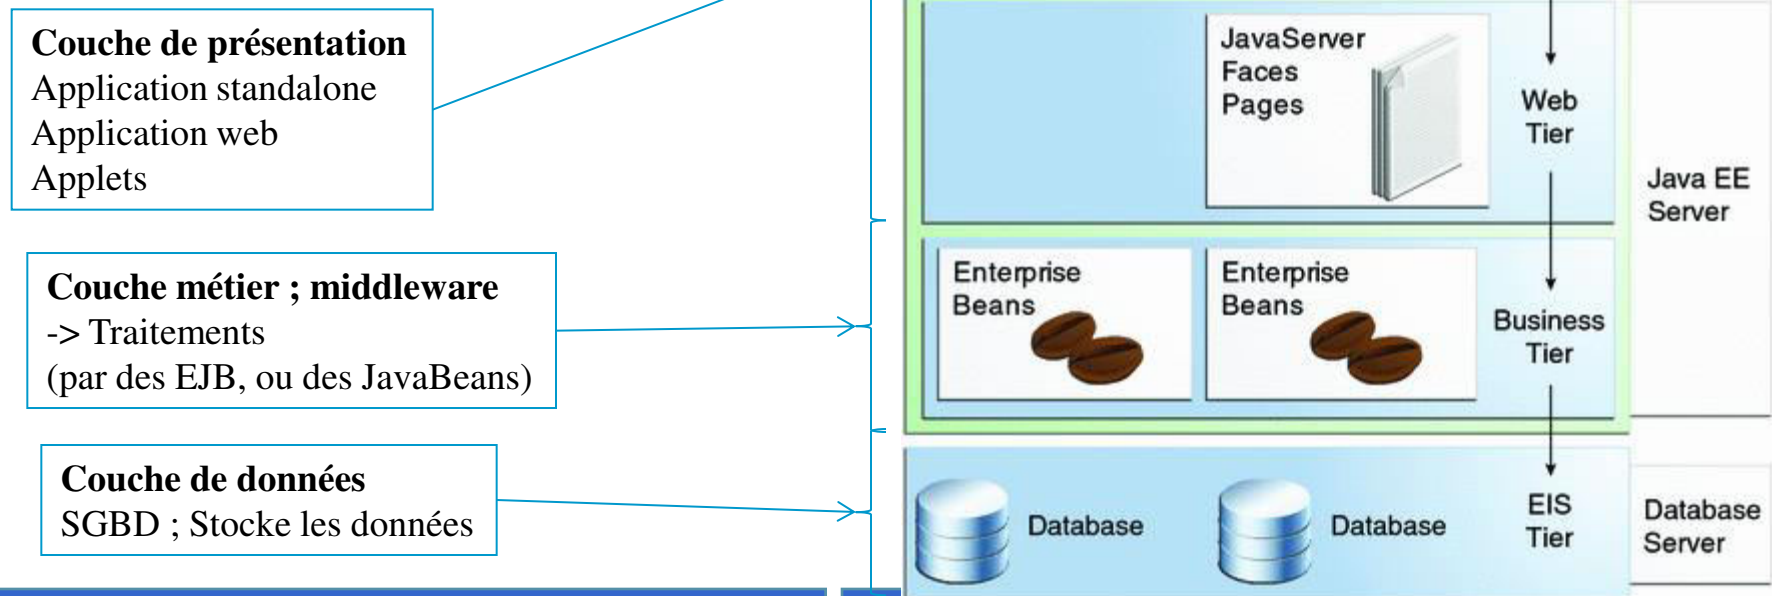 Couche de présentation
Application standalone
Application web
Applets
Couche métier ; middleware
-> Traitements
(par des EJB, ou des JavaBeans)
Couche de données
SGBD ; Stocke les données
JavaServer
Faces
Pages
Web
Tier
Java EE
Server
Enterprise
Beans
Enterprise
Beans
Business
Tier
Database
Database
EIS
Tier
Database
Server